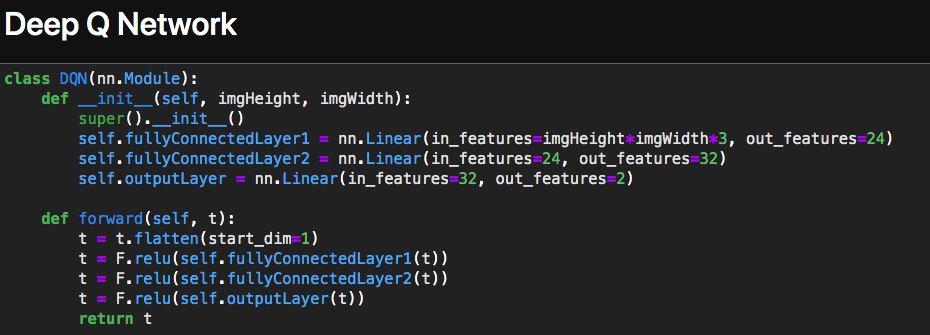 Deep Q Network
class DQN(nn.Module):
    def __init__(self, imgHeight, imgWidth):
        super().__init__()
        self.fullyConnectedLayer1 = nn.Linear(in_features=imgHeight*imgWidth*3, out_features=24)
        self.fullyConnectedLayer2 = nn.Linear(in_features=24, out_features=32)
        self.outputLayer = nn.Linear(in_features=32, out_features=2)
    def forward(self, t):
        t = t.flatten(start_dim=1)
        t = F.relu(self.fullyConnectedLayer1(t))
        t = F.relu(self.fullyConnectedLayer2(t))
        t = F.relu(self.outputLayer(t))
        return t